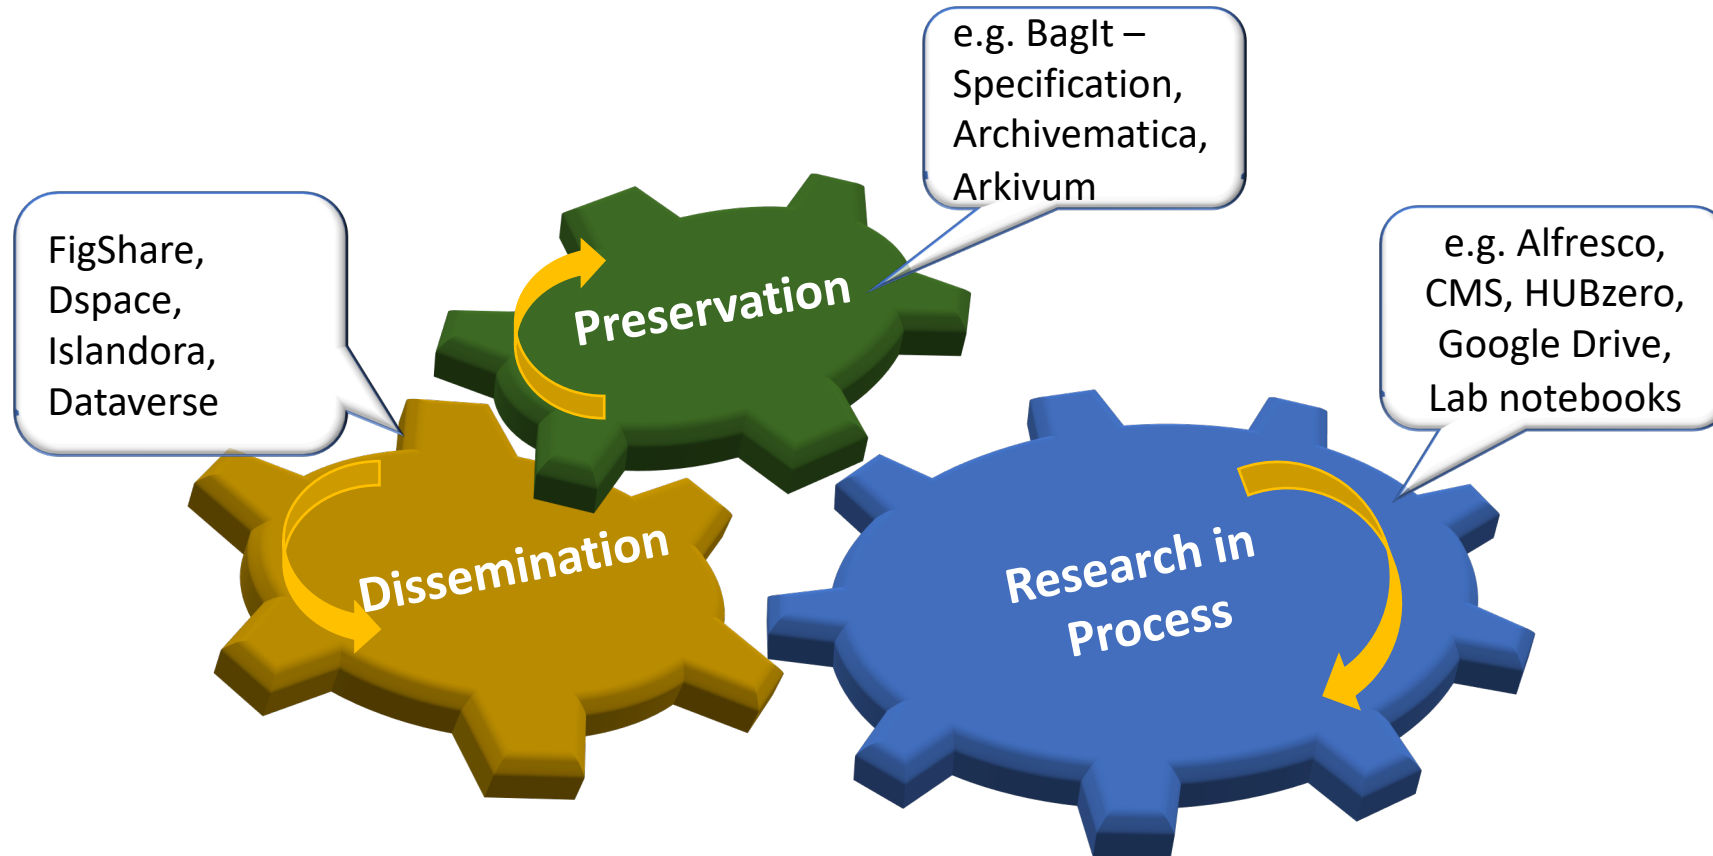 e.g. BagIt –
Specification,
Archivematica,
Arkivum
FigShare,
Dspace,
Islandora,
Dataverse
e.g. Alfresco,
CMS, HUBzero,
Google Drive,
Lab notebooks
Preservation
Dissemination
Research in
Process